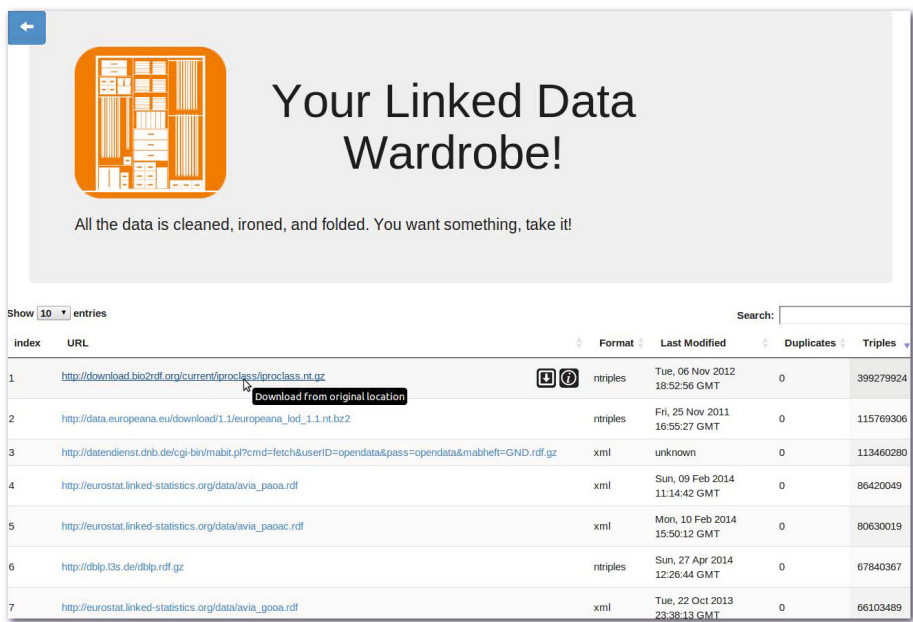 Your Linked Data
Wardrobe!
All the data is cleaned, ironed, and folded. You want something, take it!
Show 10 entries
Search:
index URL Format Last Modified Duplicates Triples
1 http://download.bio2rdf.org/current/iproclass/iproclass.nt.gz ntriples Tue, 06 Nov 2012 18:52:56 GMT 0 399279924
Download from original location
2 http://data.europeana.eu/download/1.1/europeana_lod_1.1.nt.bz2 ntriples Fri, 25 Nov 2011 16:55:27 GMT 0 115769306
3 http://datendienst.dnb.de/cgi-bin/mabit.pl?cmd=fetch&userID=opendata&pass=opendata&mabheft=GND.rdf.gz xml unknown 0 113460280
4 http://eurostat.linked-statistics.org/data/avia_paoa.rdf xml Sun, 09 Feb 2014 11:14:42 GMT 0 86420049
5 http://eurostat.linked-statistics.org/data/avia_paoac.rdf xml Mon, 10 Feb 2014 15:50:12 GMT 0 80630019
6 http://dblp.l3s.de/dblp.rdf.gz ntriples Sun, 27 Apr 2014 12:26:44 GMT 0 67840367
7 http://eurostat.linked-statistics.org/data/avia_gooa.rdf xml Tue, 22 Oct 2013 23:38:13 GMT 0 66103489